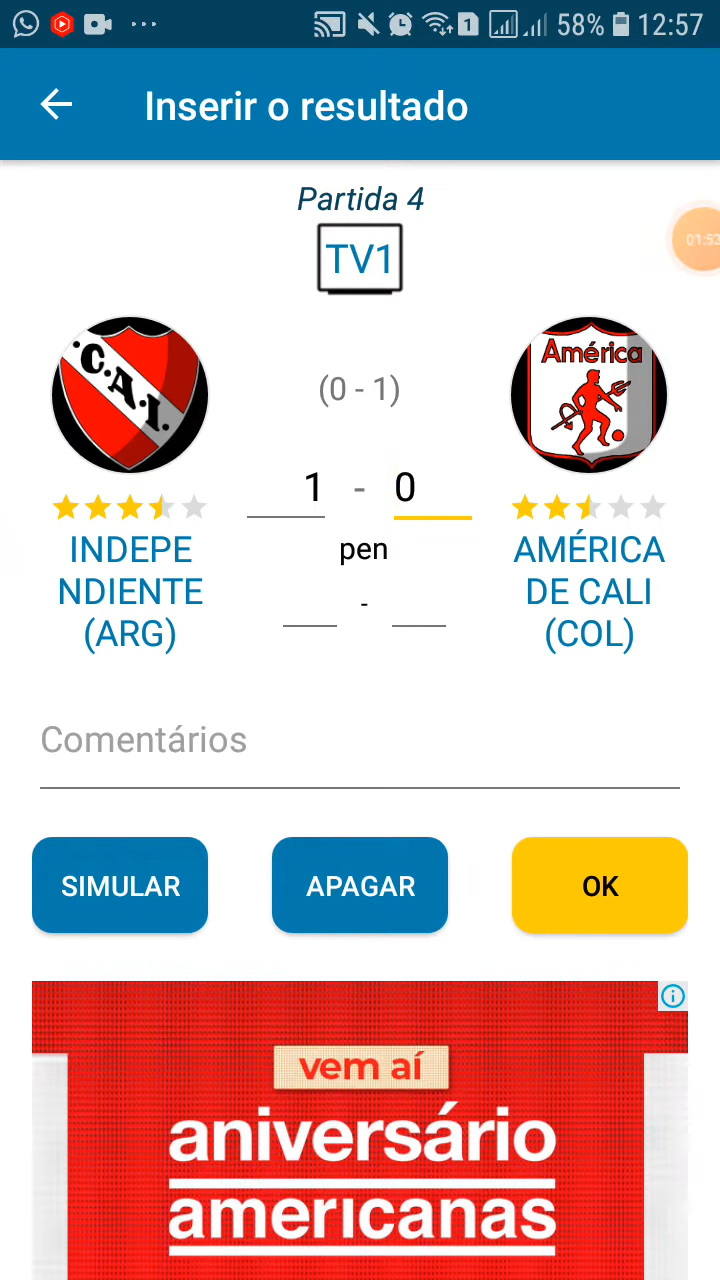 58% 12:57
Inserir o resultado
Partida 4
TV1
01:53
C.A.I.
América
(0 - 1)
1 - 0
pen
-
INDEPE
NDIENTE
(ARG)
AMÉRICA
DE CALI
(COL)
Comentários
SIMULAR
APAGAR
OK
vem aí
aniversário
americanas